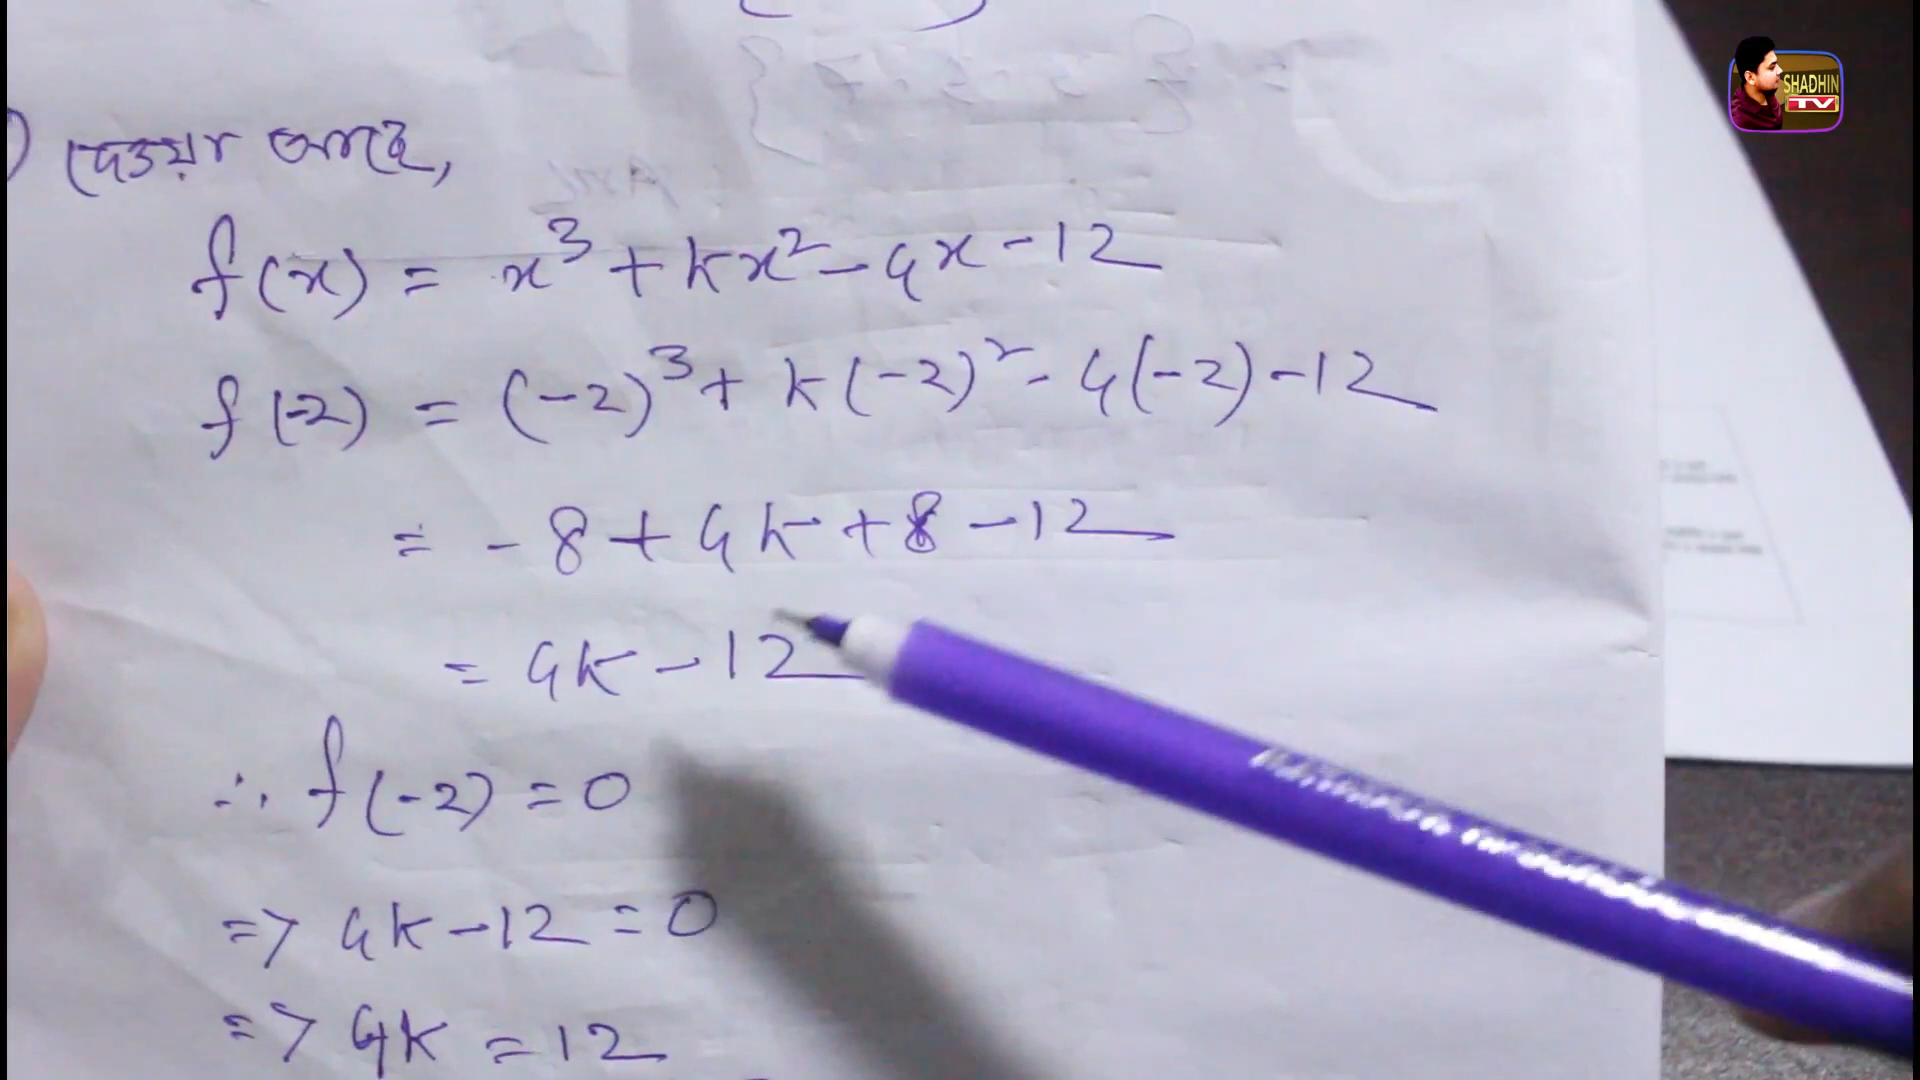 দেওয়া আছে,
SHADHIN
TV
f(x) = x³ + kx² - 4x - 12
f(-2) = (-2)³ + k(-2)² - 4(-2) - 12
= - 8 + 4k + 8 - 12
= 4k - 12
∴ f(-2) = 0
=> 4k - 12 = 0
=> 4k = 12